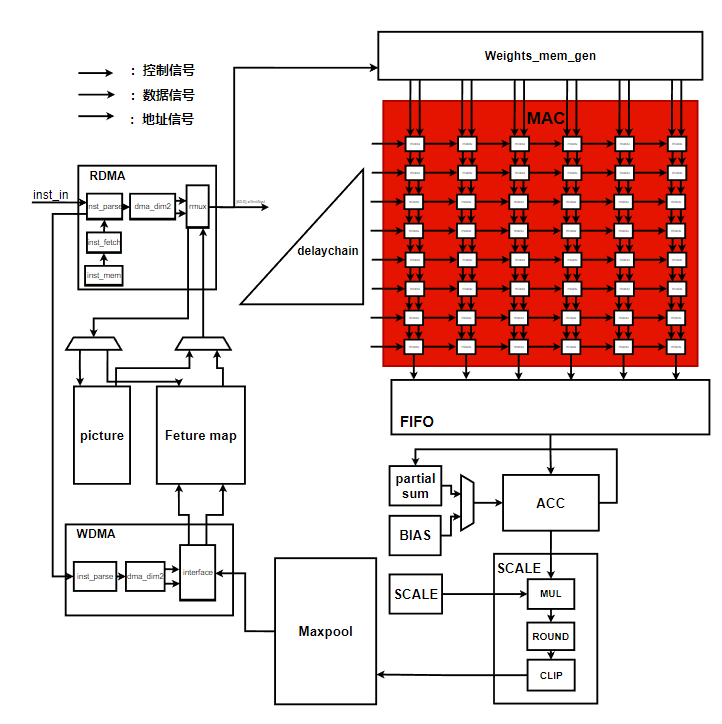 Weights_mem_gen
: 控制信号
: 数据信号
: 地址信号
MAC
RDMA
inst_in
inst_parse
dma_dim2
rmux
inst_fetch
inst_mem
delaychain
picture
Feture map
FIFO
partial
sum
BIAS
ACC
WDMA
inst_parse
dma_dim2
interface
Maxpool
SCALE
SCALE
MUL
ROUND
CLIP